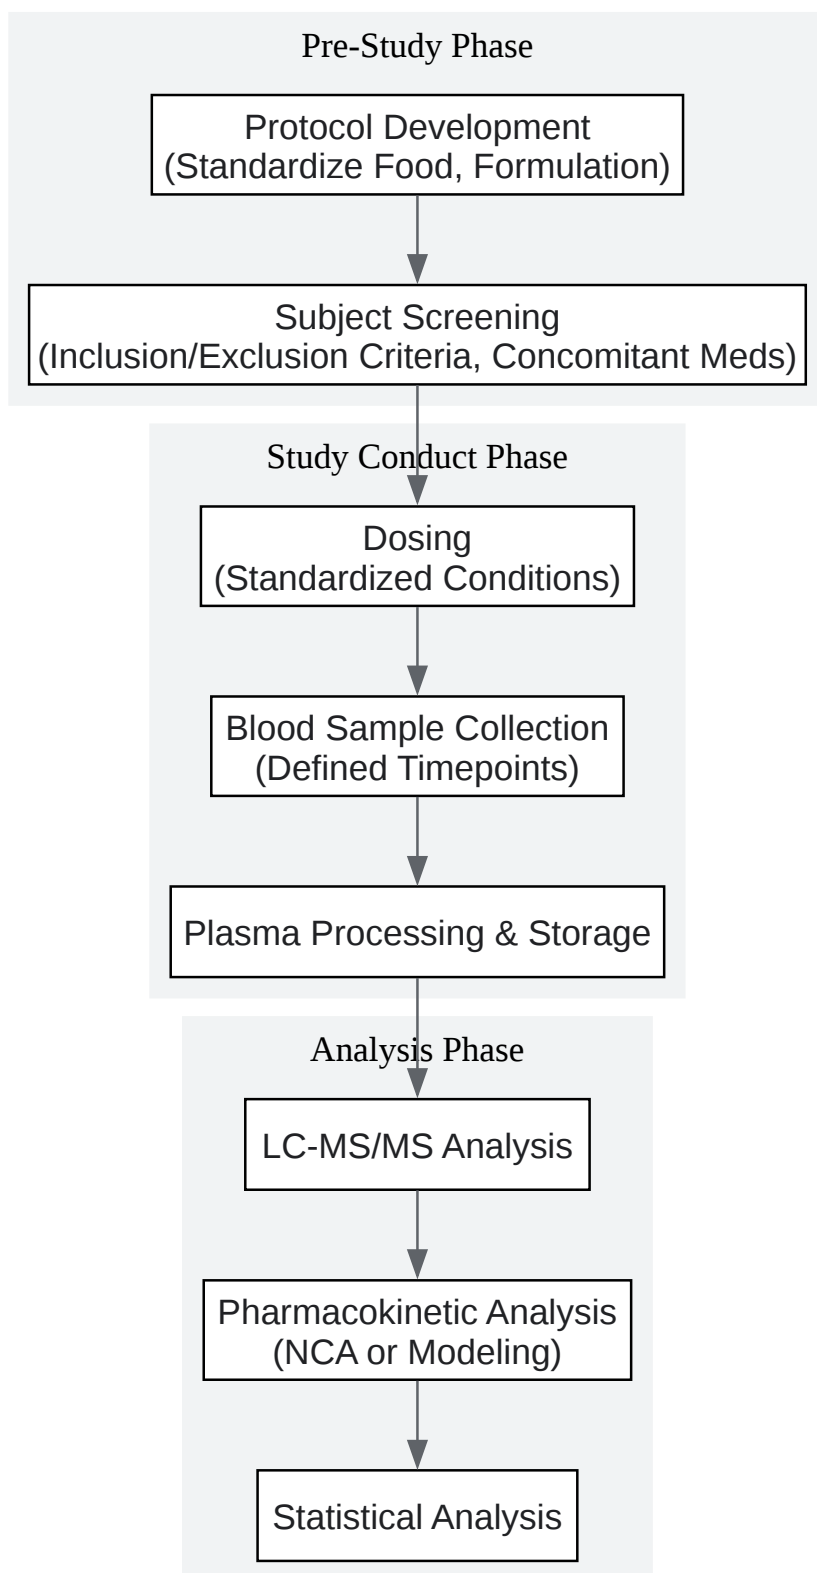 Pre-Study Phase
Protocol Development
(Standardize Food, Formulation)
Subject Screening
(Inclusion/Exclusion Criteria, Concomitant Meds)
Study Conduct Phase
Dosing
(Standardized Conditions)
Blood Sample Collection
(Defined Timepoints)
Plasma Processing & Storage
Analysis Phase
LC-MS/MS Analysis
Pharmacokinetic Analysis
(NCA or Modeling)
Statistical Analysis